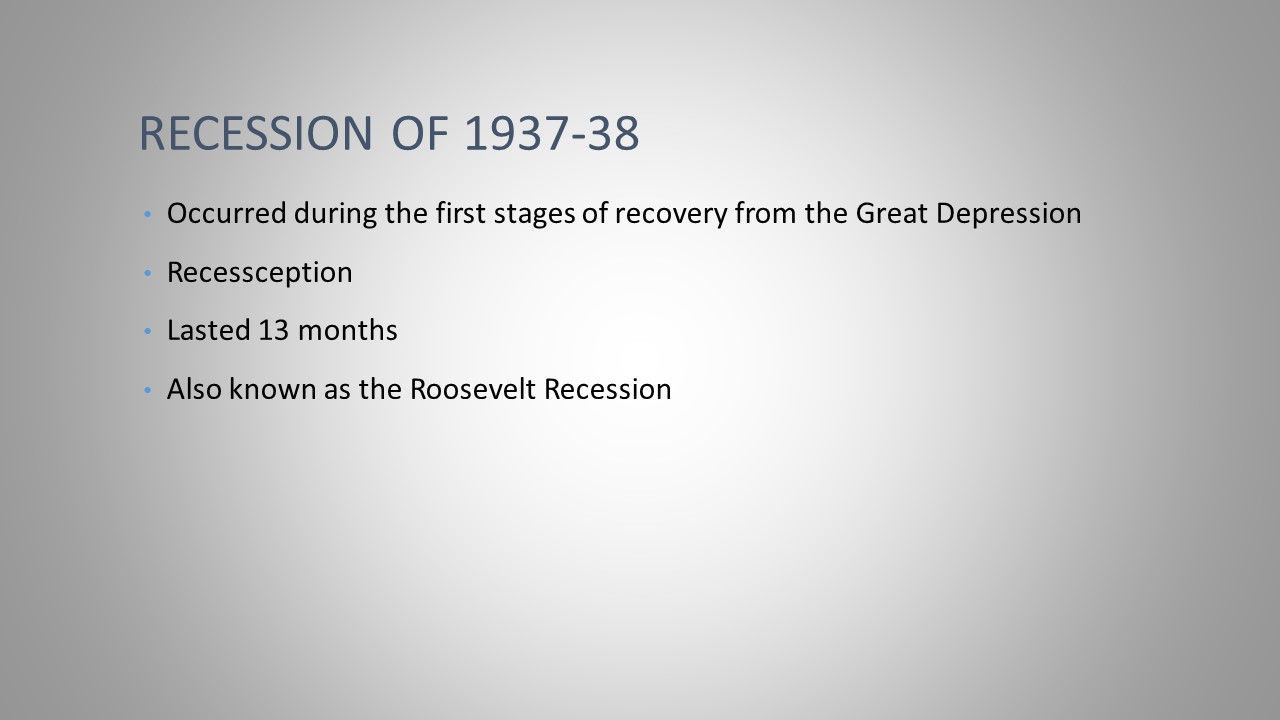 RECESSION OF 1937-38
• Occurred during the first stages of recovery from the Great Depression
• Recessception
• Lasted 13 months
• Also known as the Roosevelt Recession